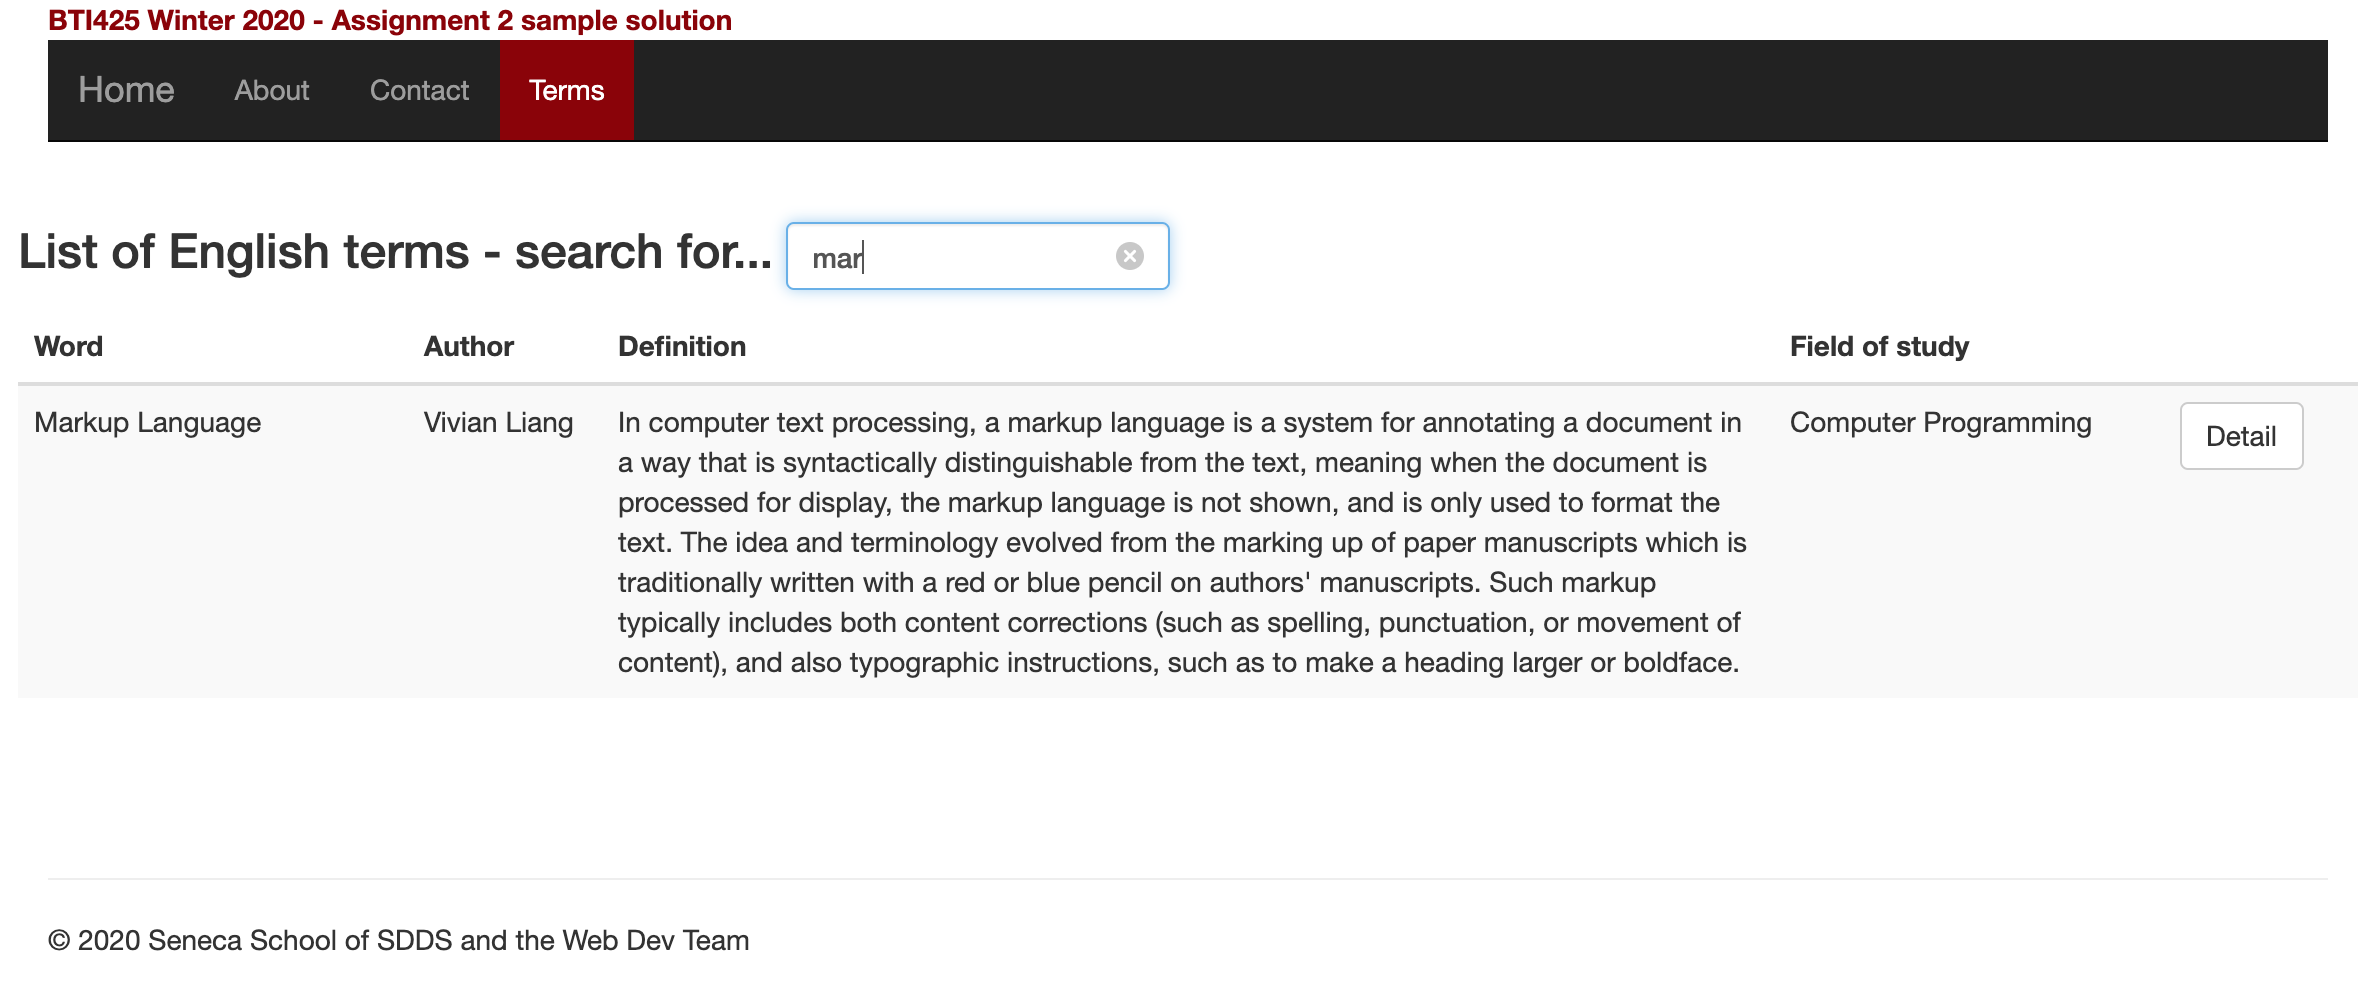 BTI425 Winter 2020 - Assignment 2 sample solution
Home About Contact Terms
List of English terms - search for... mar
Word Author Definition Field of study
Markup Language Vivian Liang In computer text processing, a markup language is a system for annotating a document in Computer Programming Detail
a way that is syntactically distinguishable from the text, meaning when the document is
processed for display, the markup language is not shown, and is only used to format the
text. The idea and terminology evolved from the marking up of paper manuscripts which is
traditionally written with a red or blue pencil on authors' manuscripts. Such markup
typically includes both content corrections (such as spelling, punctuation, or movement of
content), and also typographic instructions, such as to make a heading larger or boldface.
© 2020 Seneca School of SDDS and the Web Dev Team